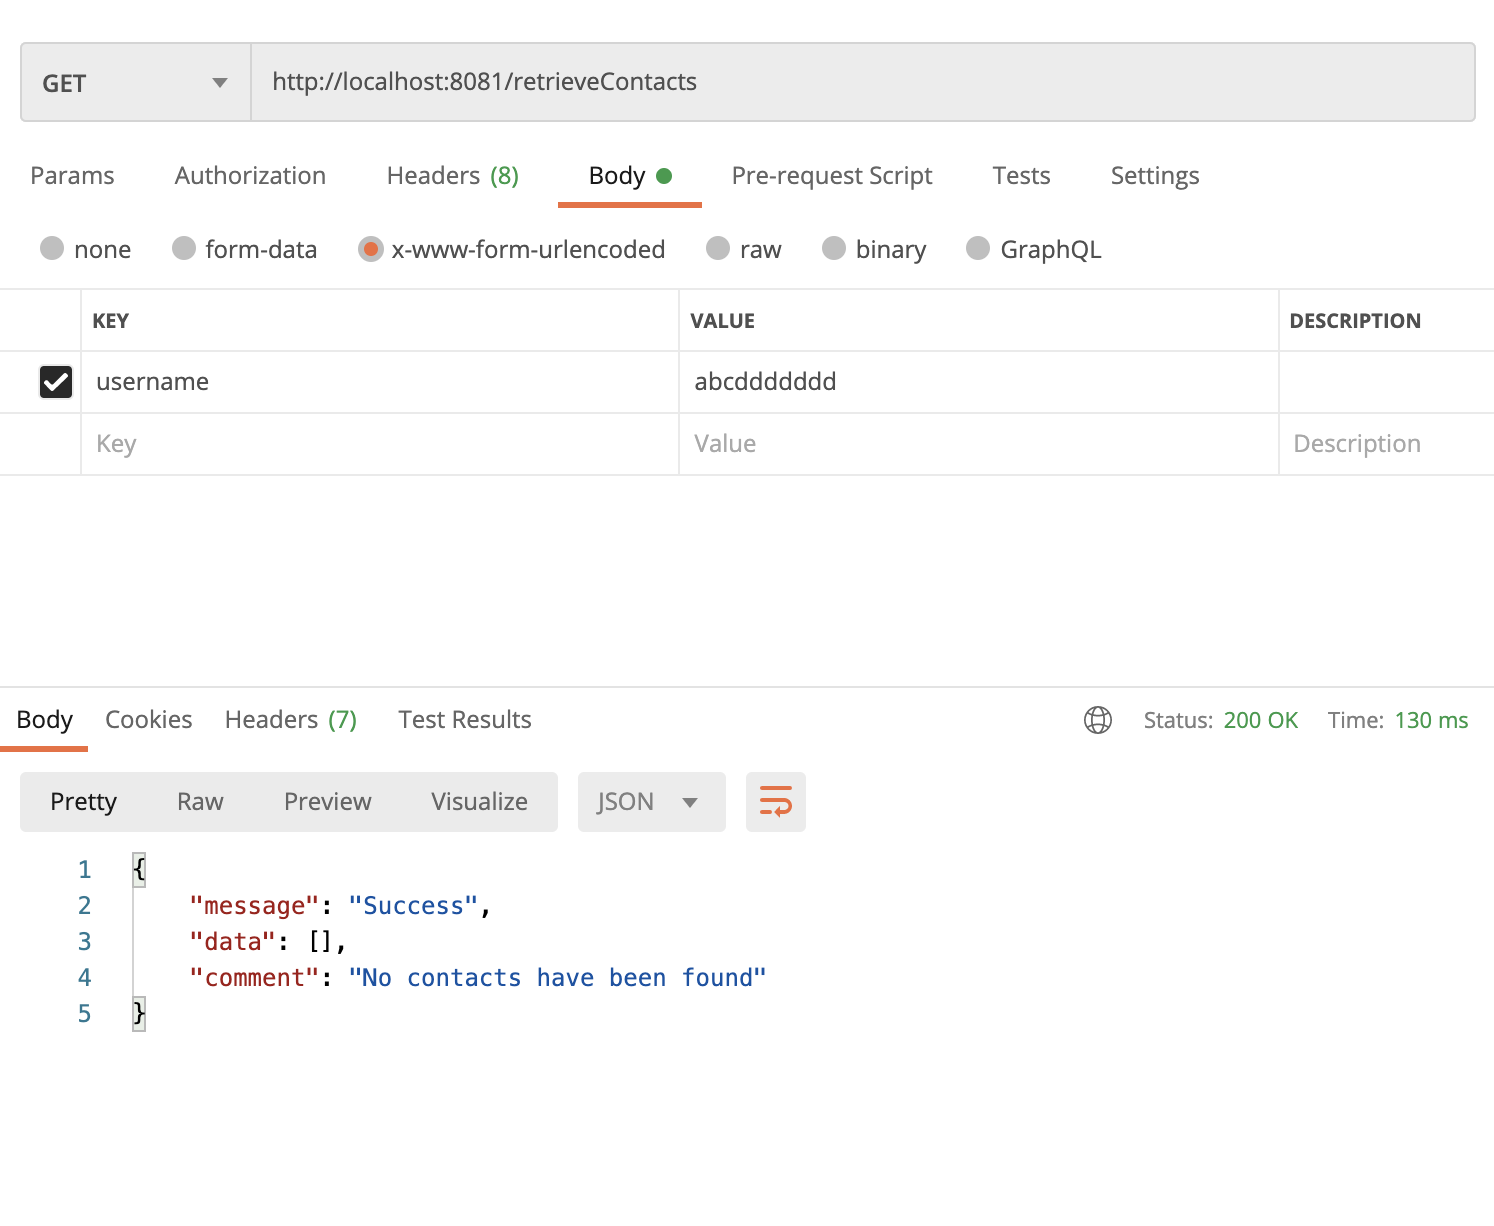 GET http://localhost:8081/retrieveContacts
Params Authorization Headers (8) Body Pre-request Script Tests Settings
none form-data x-www-form-urlencoded raw binary GraphQL
KEY VALUE DESCRIPTION
username abcddddddd
Key Value Description
Body Cookies Headers (7) Test Results Status: 200 OK Time: 130 ms
Pretty Raw Preview Visualize JSON
1 {
2 "message": "Success",
3 "data": [],
4 "comment": "No contacts have been found"
5 }